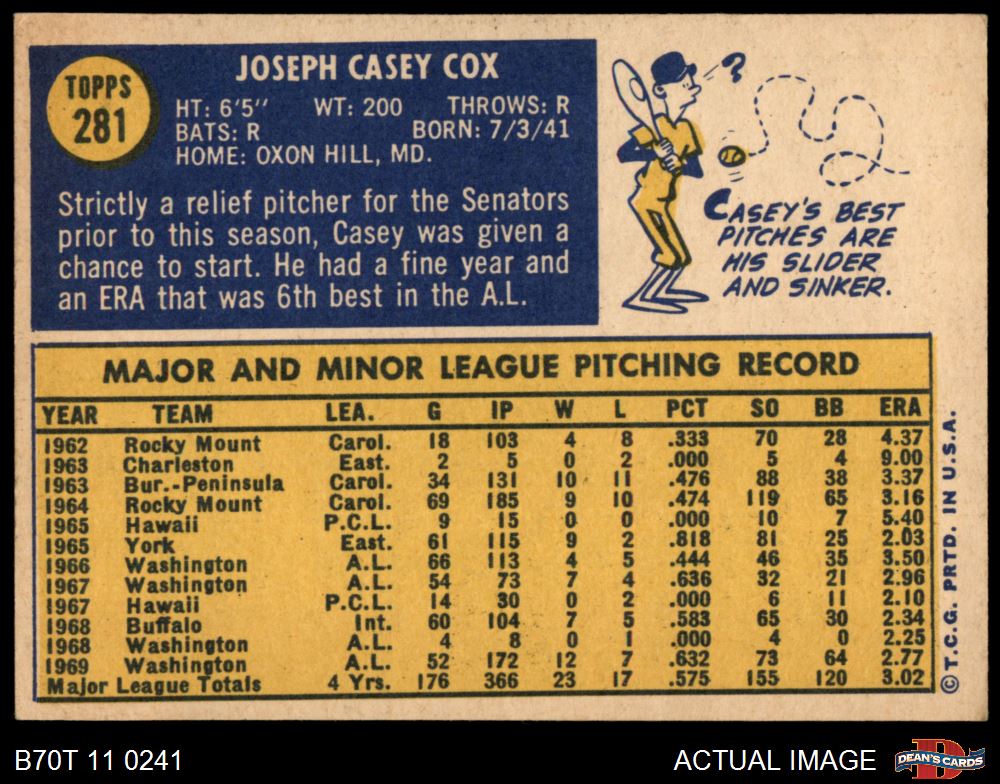 TOPPS
281
JOSEPH CASEY COX
HT: 6'5" WT: 200 THROWS: R
BATS: R BORN: 7/3/41
HOME: OXON HILL, MD.
Strictly a relief pitcher for the Senators
prior to this season, Casey was given a
chance to start. He had a fine year and
an ERA that was 6th best in the A.L.
?
CASEY'S BEST
PITCHES ARE
HIS SLIDER
AND SINKER.
MAJOR AND MINOR LEAGUE PITCHING RECORD
YEAR TEAM LEA. G IP W L PCT SO BB ERA
1962 Rocky Mount Carol. 18 103 4 8 .333 70 28 4.37
1963 Charleston East. 2 5 0 2 .000 5 4 9.00
1963 Bur.-Peninsula Carol. 34 131 10 11 .476 88 38 3.37
1964 Rocky Mount Carol. 69 185 9 10 .474 119 65 3.16
1965 Hawaii P.C.L. 9 15 0 0 .000 10 7 5.40
1965 York East. 61 115 9 2 .818 81 25 2.03
1966 Washington A.L. 66 113 4 5 .444 46 35 3.50
1967 Washington A.L. 54 73 7 4 .636 32 21 2.96
1967 Hawaii P.C.L. 14 30 0 2 .000 6 11 2.10
1968 Buffalo Int. 60 104 7 5 .583 65 30 2.34
1968 Washington A.L. 4 8 0 1 .000 4 0 2.25
1969 Washington A.L. 52 172 12 7 .632 73 64 2.77
Major League Totals 4 Yrs. 176 366 23 17 .575 155 120 3.02
© T.C.G. PRTD. IN U.S.A.
B70T 11 0241
ACTUAL IMAGE
DEAN'S CARDS